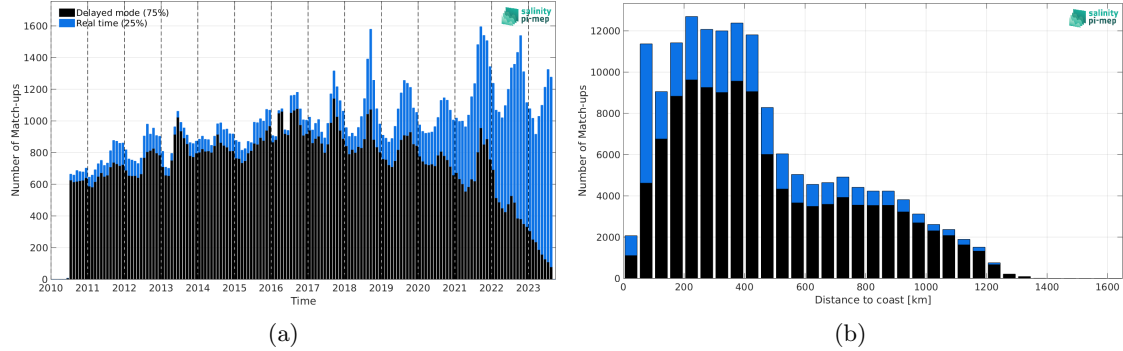 Delayed mode (75%)
Real time (25%)
salinity
pi-mep
Number of Match-ups
1600
1400
1200
1000
800
600
400
200
0
2010 2011 2012 2013 2014 2015 2016 2017 2018 2019 2020 2021 2022 2023
Time
(a)
salinity
pi-mep
Number of Match-ups
12000
10000
8000
6000
4000
2000
0
0 200 400 600 800 1000 1200 1400 1600
Distance to coast [km]
(b)